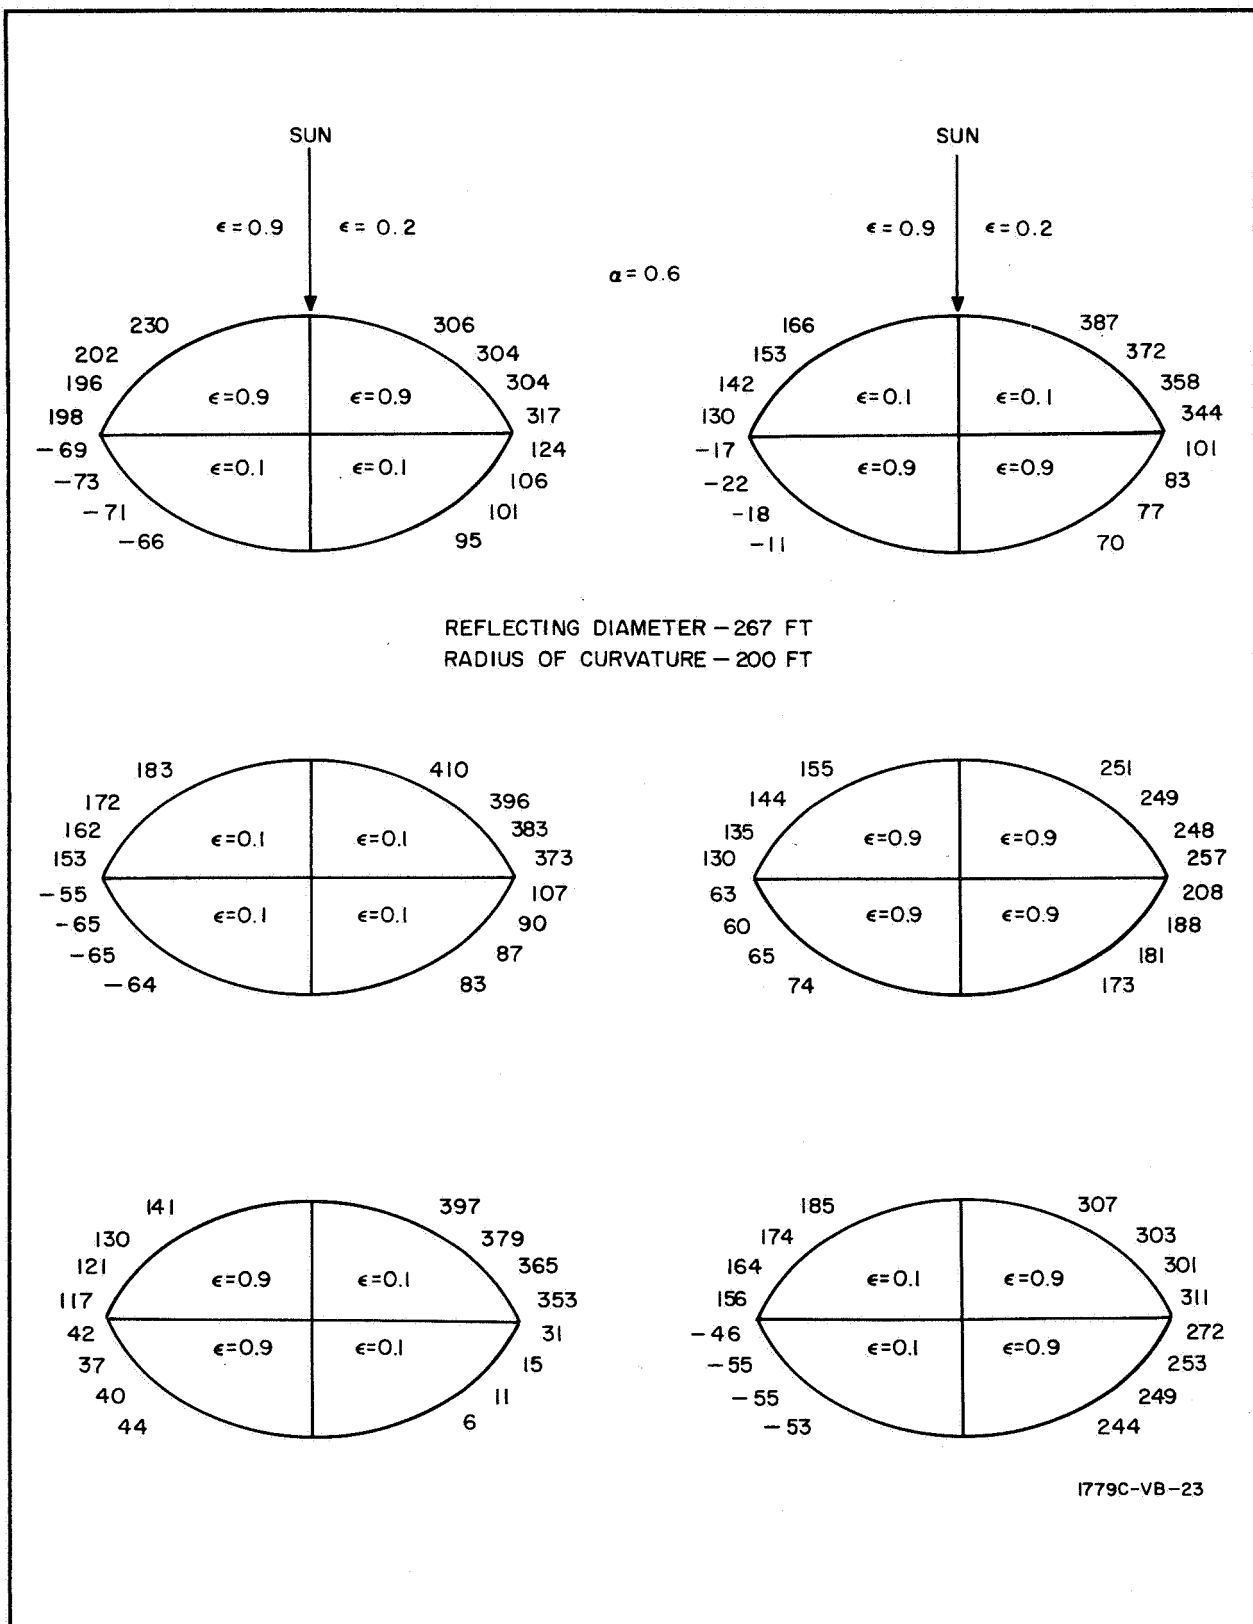 SUN SUN
ϵ=0.9 ϵ=0.2 ϵ=0.9 ϵ=0.2
α=0.6
230 306 166 387
202 304 153 372
196 304 142 358
ϵ=0.9 ϵ=0.9 ϵ=0.1 ϵ=0.1
198 317 130 344
-69 124 -17 101
ϵ=0.1 ϵ=0.1 ϵ=0.9 ϵ=0.9
-73 106 -22 83
-71 101 -18 77
-66 95 -11 70
REFLECTING DIAMETER - 267 FT
RADIUS OF CURVATURE - 200 FT
183 410 155 251
172 396 144 249
162 383 135 248
ϵ=0.1 ϵ=0.1 ϵ=0.9 ϵ=0.9
153 373 130 257
-55 107 63 208
ϵ=0.1 ϵ=0.1 ϵ=0.9 ϵ=0.9
-65 90 60 188
-65 87 65 181
-64 83 74 173
141 397 185 307
130 379 174 303
121 365 164 301
ϵ=0.9 ϵ=0.1 ϵ=0.1 ϵ=0.9
117 353 156 311
42 31 -46 272
ϵ=0.9 ϵ=0.1 ϵ=0.1 ϵ=0.9
37 15 -55 253
40 11 -55 249
44 6 -53 244
1779C-VB-23